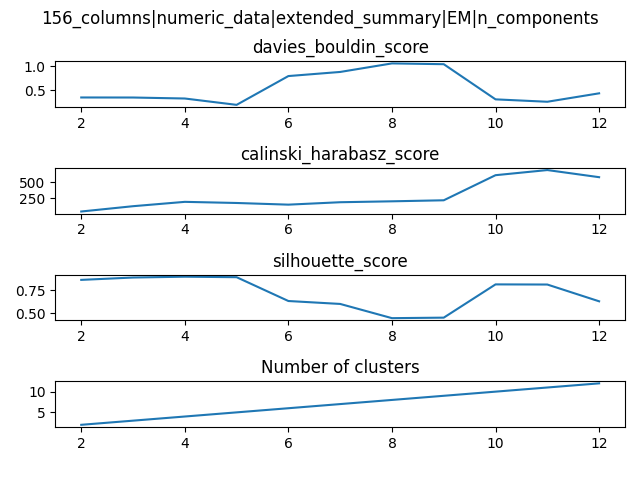 156_columns|numeric_data|extended_summary|EM|n_components
davies_bouldin_score
1.0
0.5
2 4 6 8 10 12
calinski_harabasz_score
500
250
2 4 6 8 10 12
silhouette_score
0.75
0.50
2 4 6 8 10 12
Number of clusters
10
5
2 4 6 8 10 12